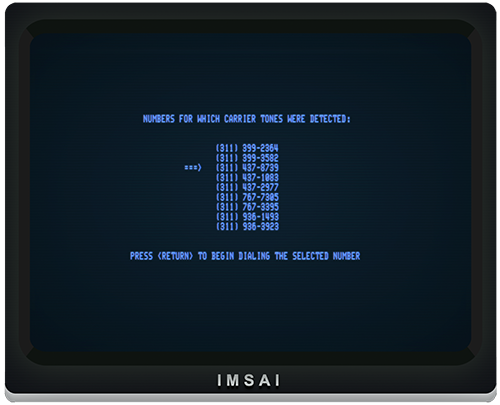 NUMBERS FOR WHICH CARRIER TONES WERE DETECTED:
(311) 399-2364
(311) 399-3582
===> (311) 437-8739
(311) 437-1083
(311) 437-2977
(311) 767-7305
(311) 767-3395
(311) 936-1493
(311) 936-3923
PRESS <RETURN> TO BEGIN DIALING THE SELECTED NUMBER
IMSAI